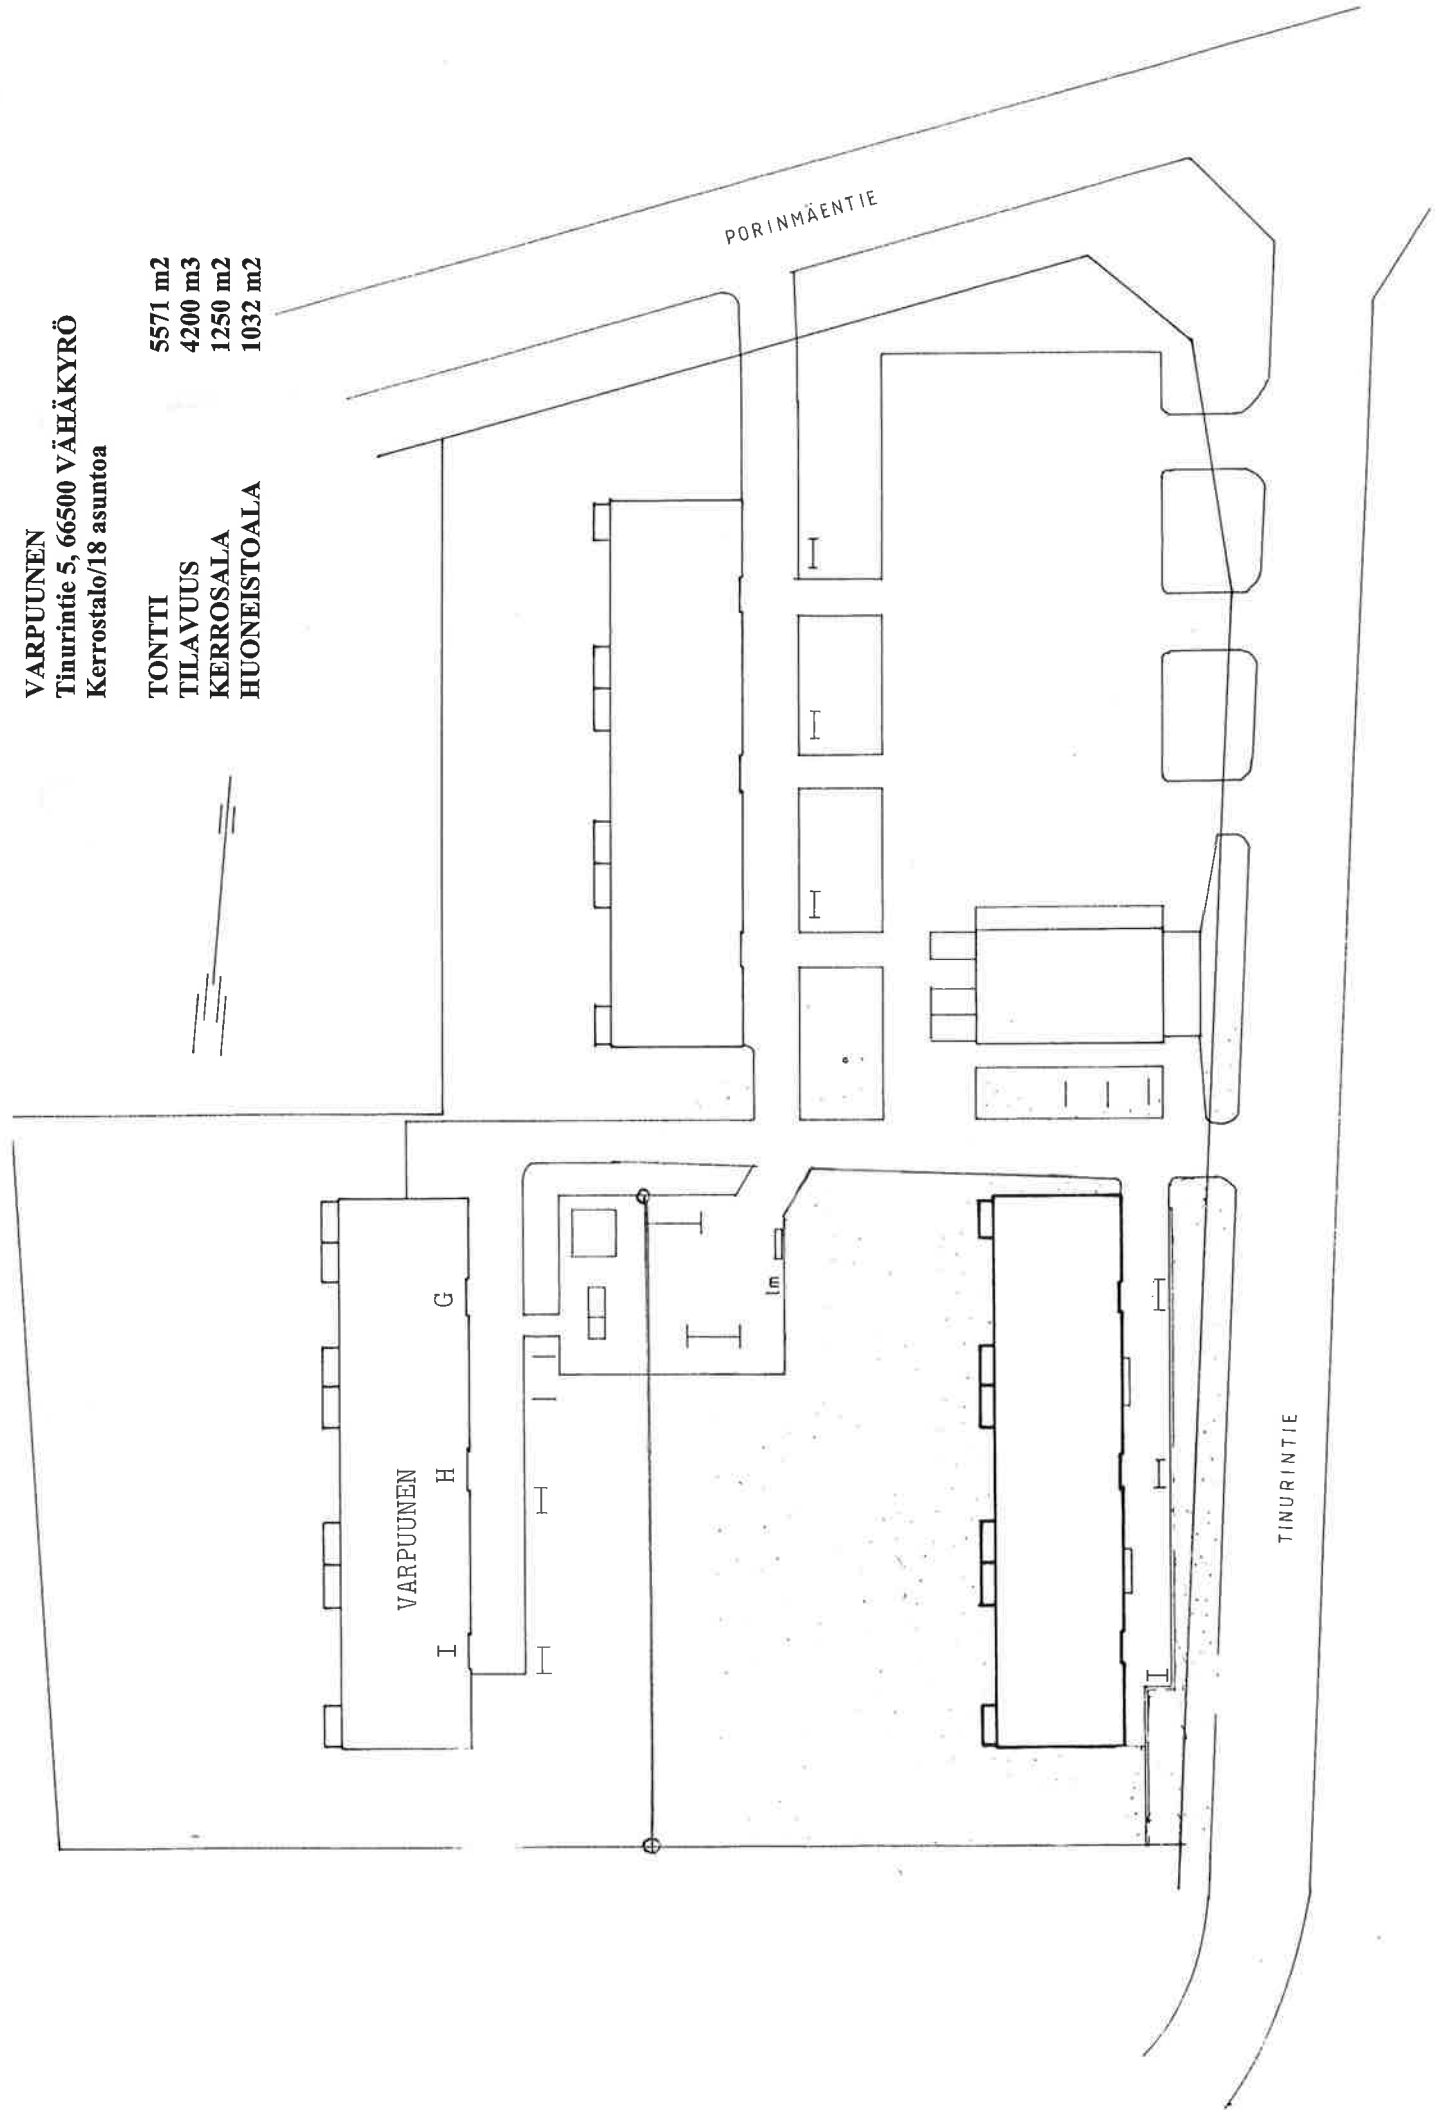 VARPUUNEN
Tinurintie 5, 66500 VÄHÄKYRÖ
Kerrostalo/18 asuntoa
TONTTI 5571 m2
TILAVUUS 4200 m3
KERROSALA 1250 m2
HUONEISTOALA 1032 m2
PORINMÄENTIE
VARPUUNEN
I H G
lm
TINURINTIE